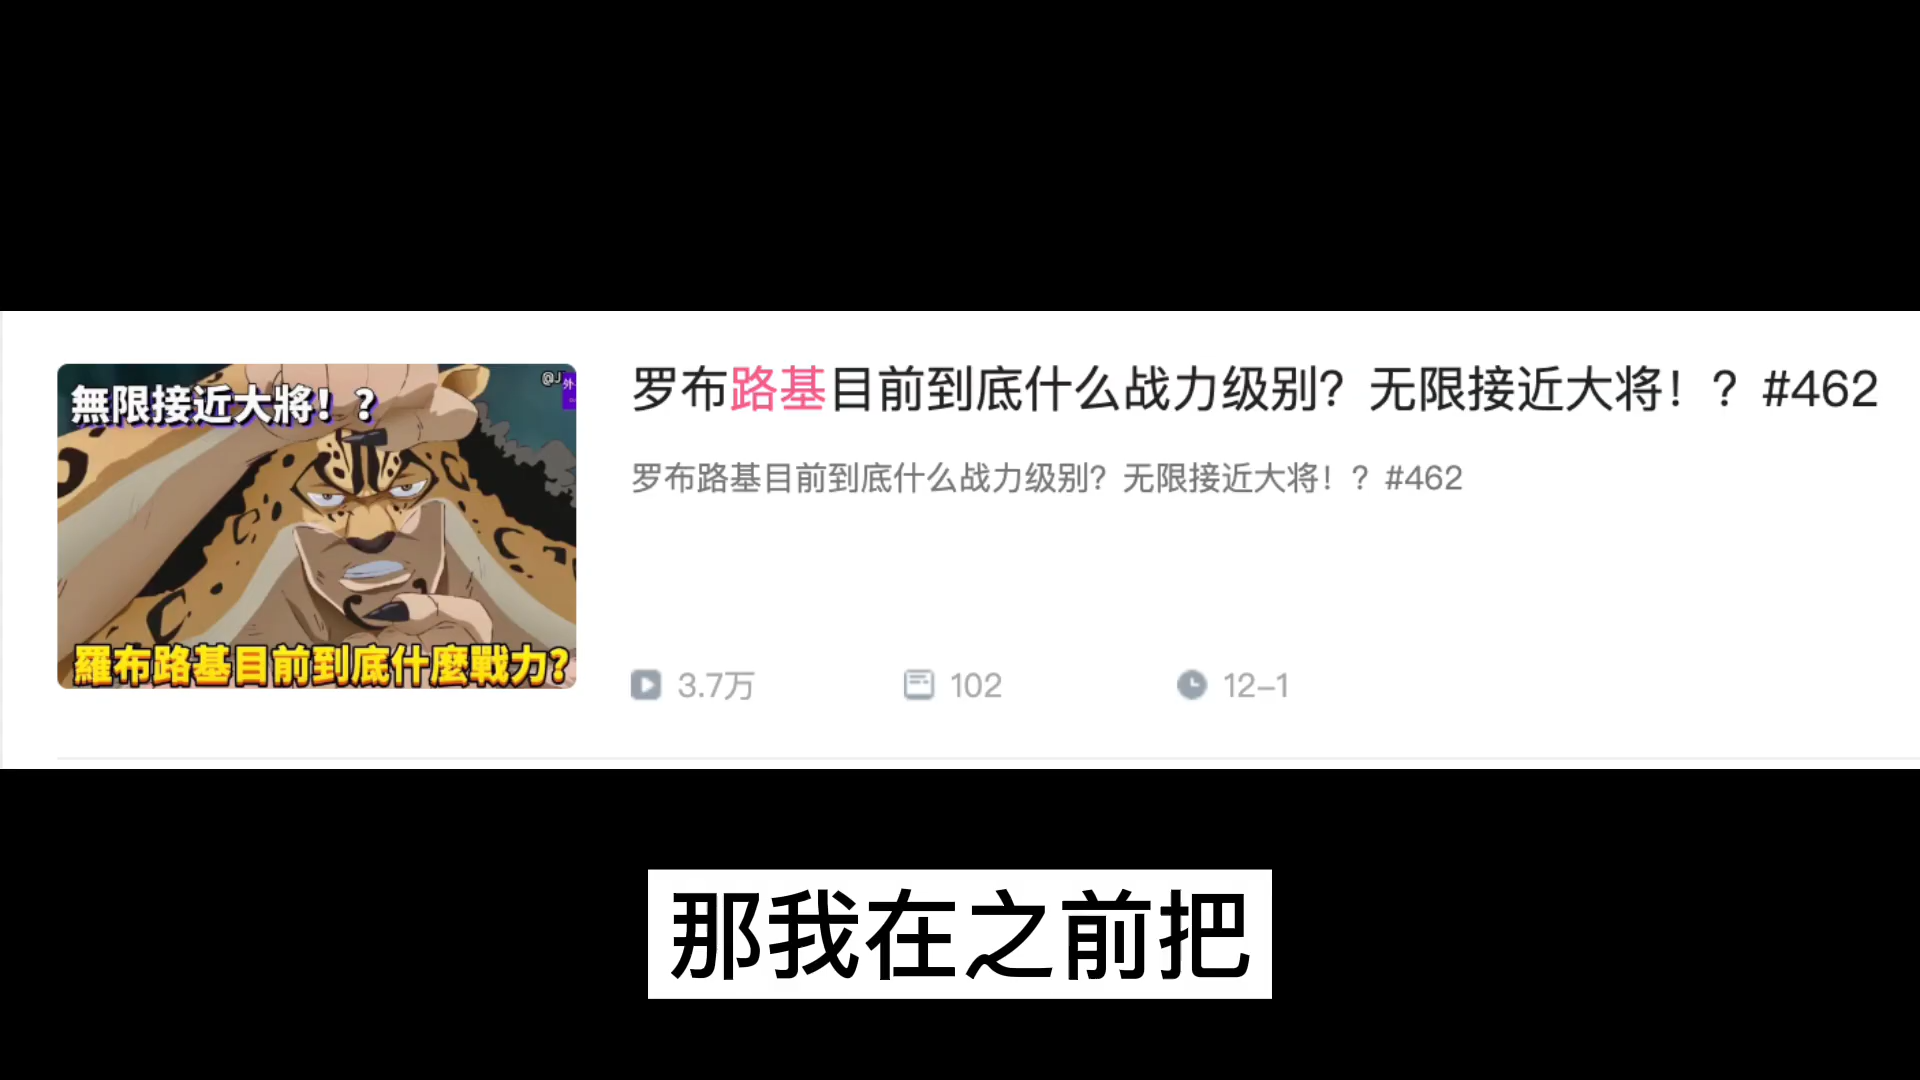 無限接近大將！？
@J
外
羅布路基目前到底什麼戰力？
罗布路基目前到底什么战力级别？无限接近大将！？#462
罗布路基目前到底什么战力级别？无限接近大将！？#462
3.7万
102
12-1
那我在之前把